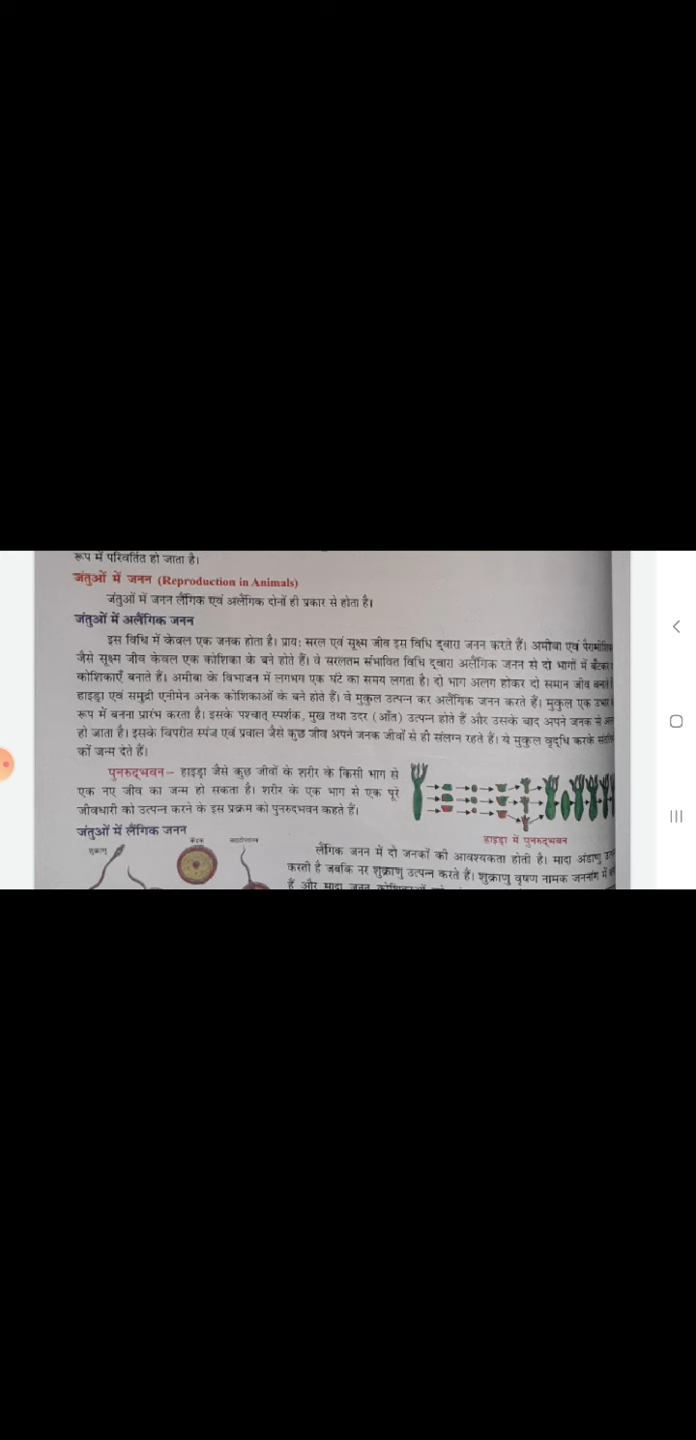 रूप में परिवर्तित हो जाता है।
जंतुओं में जनन (Reproduction in Animals)
जंतुओं में जनन लैंगिक एवं अलैंगिक दोनों ही प्रकार से होता है।
जंतुओं में अलैंगिक जनन
इस विधि में केवल एक जनक होता है। प्रायः सरल एवं सूक्ष्म जीव इस विधि द्वारा जनन करते हैं। अमीबा एवं
जैसे सूक्ष्म जीव केवल एक कोशिका के बने होते हैं। वे सरलतम संभावित विधि द्वारा अलैंगिक जनन से दो भागों में बँटकर
कोशिकाएँ बनाते हैं। अमीबा के विभाजन में लगभग एक घंटे का समय लगता है। दो भाग अलग होकर दो समान जीव बनाते
हाइड्रा एवं समुद्री एनीमेन अनेक कोशिकाओं के बने होते हैं। वे मुकुल उत्पन्न कर अलैंगिक जनन करते हैं। मुकुल एक उभार
रूप में बनना प्रारंभ करता है। इसके पश्चात् स्पर्शक, मुख तथा उदर (आँत) उत्पन्न होते हैं और उसके बाद अपने जनक से
हो जाता है। इसके विपरीत स्पंज एवं प्रवाल जैसे कुछ जीव अपने जनक जीवों से ही संलग्न रहते हैं। ये मुकुल वृद्धि करके
कों जन्म देते हैं।
पुनरुद्भवन– हाइड्रा जैसे कुछ जीवों के शरीर के किसी भाग से
एक नए जीव का जन्म हो सकता है। शरीर के एक भाग से एक पूरे
जीवधारी को उत्पन्न करने के इस प्रक्रम को पुनरुद्भवन कहते हैं।
हाइड्रा में पुनरुद्भवन
जंतुओं में लैंगिक जनन
शुक्राणु
केंद्रक
लैंगिक जनन में दो जनकों की आवश्यकता होती है। मादा अंडाणु
करती है जबकि नर शुक्राणु उत्पन्न करते हैं। शुक्राणु वृषण नामक जननांग में
हैं और मादा जनन